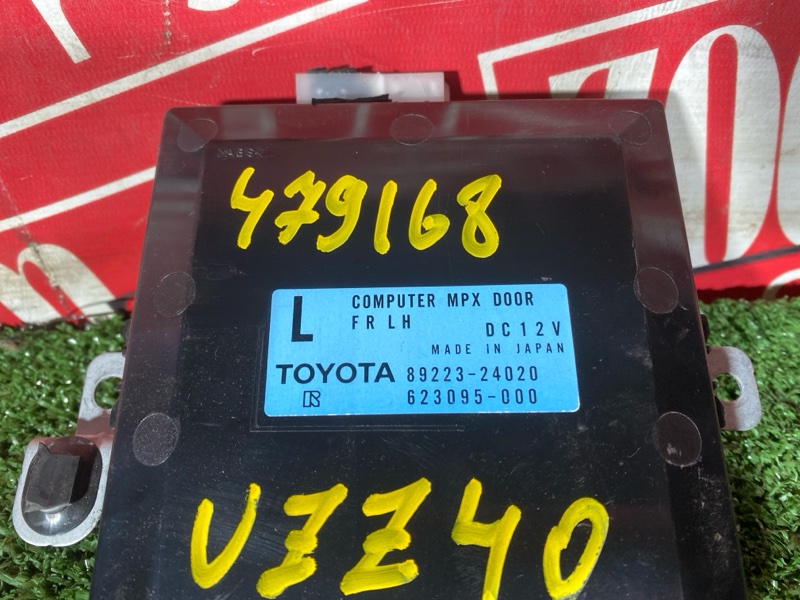 479168
L
COMPUTER MPX DOOR
FR LH
DC12V
MADE IN JAPAN
TOYOTA 89223-24020
R 623095-000
UZZ40